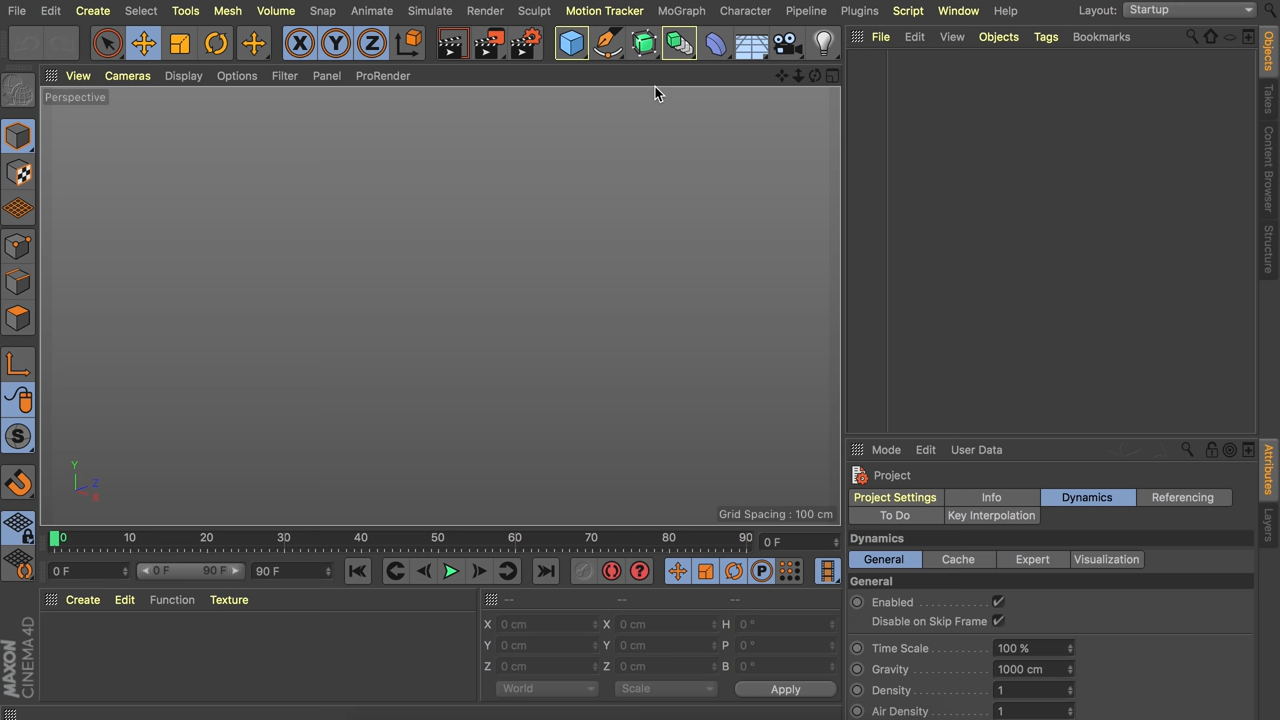 File Edit Create Select Tools Mesh Volume Snap Animate Simulate Render Sculpt Motion Tracker MoGraph Character Pipeline Plugins Script Window Help Layout: Startup
X Y Z
File Edit View Objects Tags Bookmarks
View Cameras Display Options Filter Panel ProRender
Perspective
Objects
Takes
Content Browser
Structure
Y
Z
X
Grid Spacing : 100 cm
0 10 20 30 40 50 60 70 80 90 0 F
0 F 0 F 90 F 90 F
P
S
Mode Edit User Data
Attributes
Layers
Project
Project Settings Info Dynamics Referencing
To Do Key Interpolation
Dynamics
General Cache Expert Visualization
General
Enabled
Disable on Skip Frame
Time Scale 100 %
Gravity 1000 cm
Density 1
Air Density 1
Create Edit Function Texture
-- -- --
X 0 cm X 0 cm H 0 °
Y 0 cm Y 0 cm P 0 °
Z 0 cm Z 0 cm B 0 °
World Scale Apply
MAXON
CINEMA4D